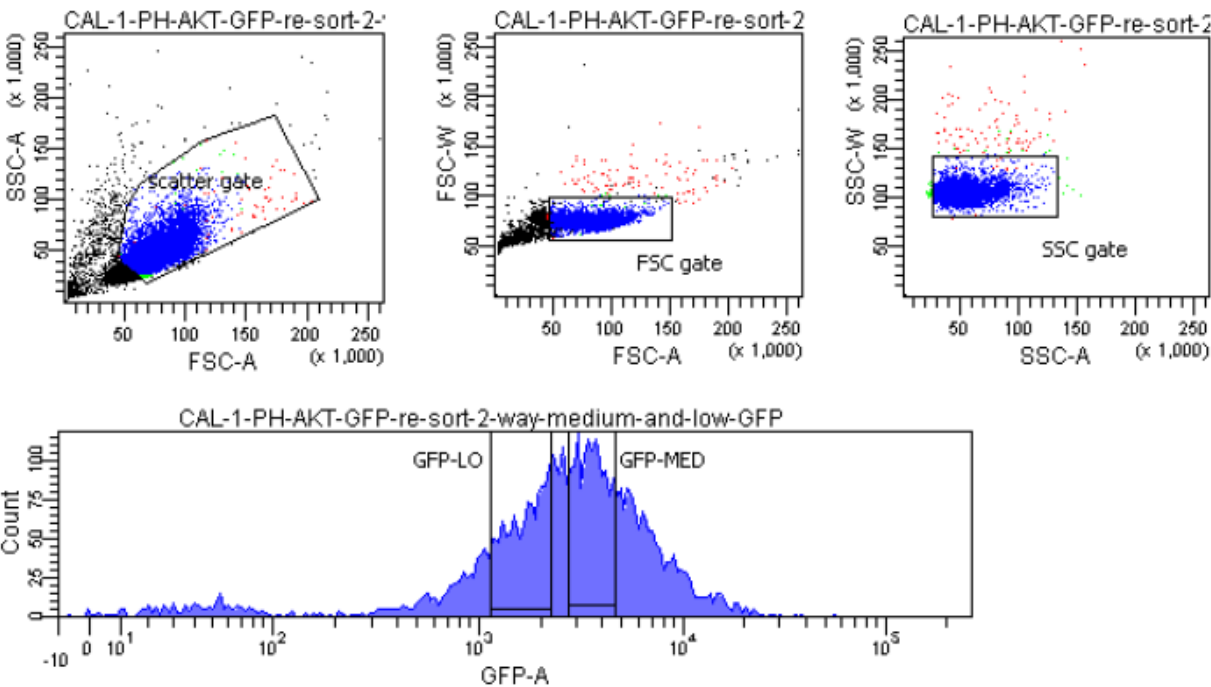 CAL-1-PH-AKT-GFP-re-sort-2-
SSC-A (x 1,000)
250
200
150
100
50
scatter gate
50 100 150 200 250
FSC-A (x 1,000)
CAL-1-PH-AKT-GFP-re-sort-2
FSC-W (x 1,000)
250
200
150
100
50
FSC gate
50 100 150 200 250
FSC-A (x 1,000)
CAL-1-PH-AKT-GFP-re-sort-2
SSC-W (x 1,000)
250
200
150
100
50
SSC gate
50 100 150 200 250
SSC-A (x 1,000)
CAL-1-PH-AKT-GFP-re-sort-2-way-medium-and-low-GFP
Count
100
75
50
25
0
GFP-LO GFP-MED
-10 0 10¹ 10² 10³ 10⁴ 10⁵
GFP-A